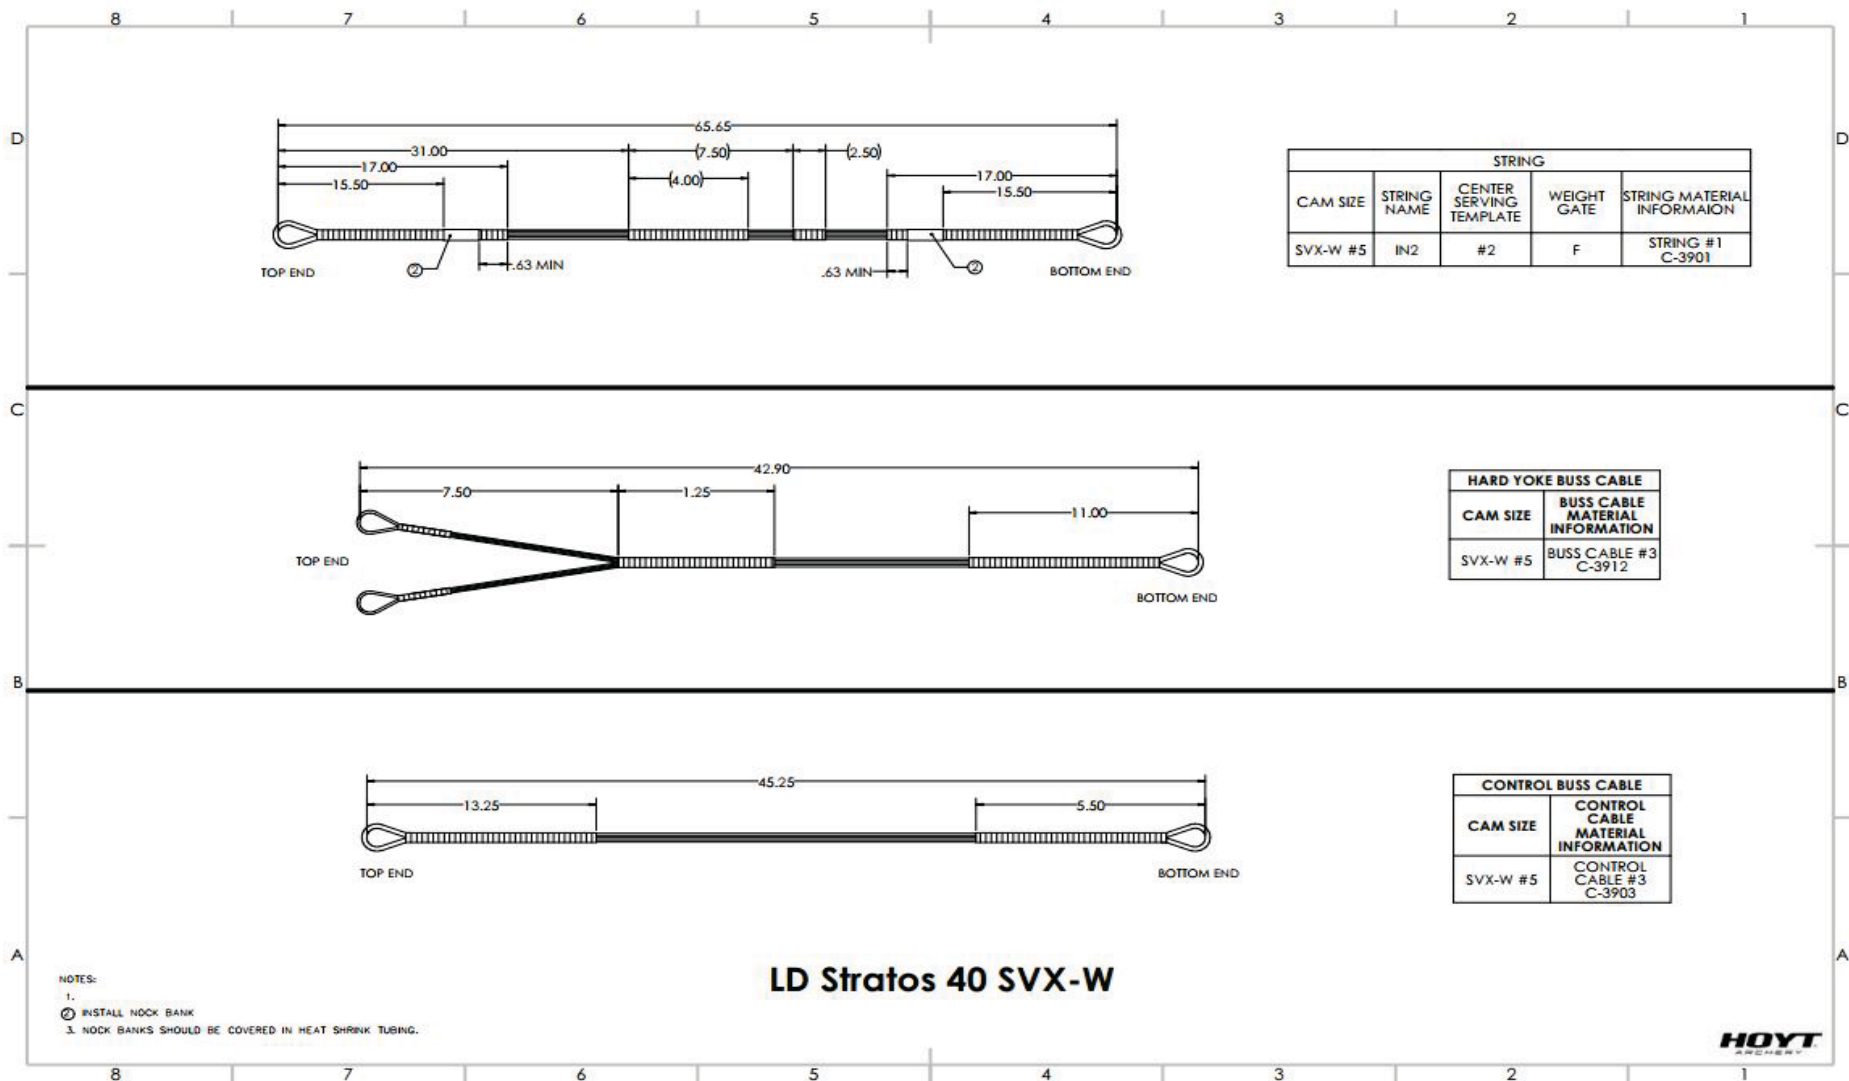 8 7 6 5 4 3 2 1
D D
65.65
31.00 (7.50) (2.50)
17.00 (4.00) 17.00
15.50 15.50
TOP END ② .63 MIN .63 MIN ② BOTTOM END
STRING
CAM SIZE STRING NAME CENTER SERVING TEMPLATE WEIGHT GATE STRING MATERIAL INFORMAION
SVX-W #5 IN2 #2 F STRING #1 C-3901
C C
42.90
7.50 1.25 11.00
TOP END
BOTTOM END
HARD YOKE BUSS CABLE
CAM SIZE BUSS CABLE MATERIAL INFORMATION
SVX-W #5 BUSS CABLE #3 C-3912
B B
45.25
13.25 5.50
TOP END BOTTOM END
CONTROL BUSS CABLE
CAM SIZE CONTROL CABLE MATERIAL INFORMATION
SVX-W #5 CONTROL CABLE #3 C-3903
A A
LD Stratos 40 SVX-W
NOTES:
1.
② INSTALL NOCK BANK
3. NOCK BANKS SHOULD BE COVERED IN HEAT SHRINK TUBING.
HOYT
ARCHERY
8 7 6 5 4 3 2 1